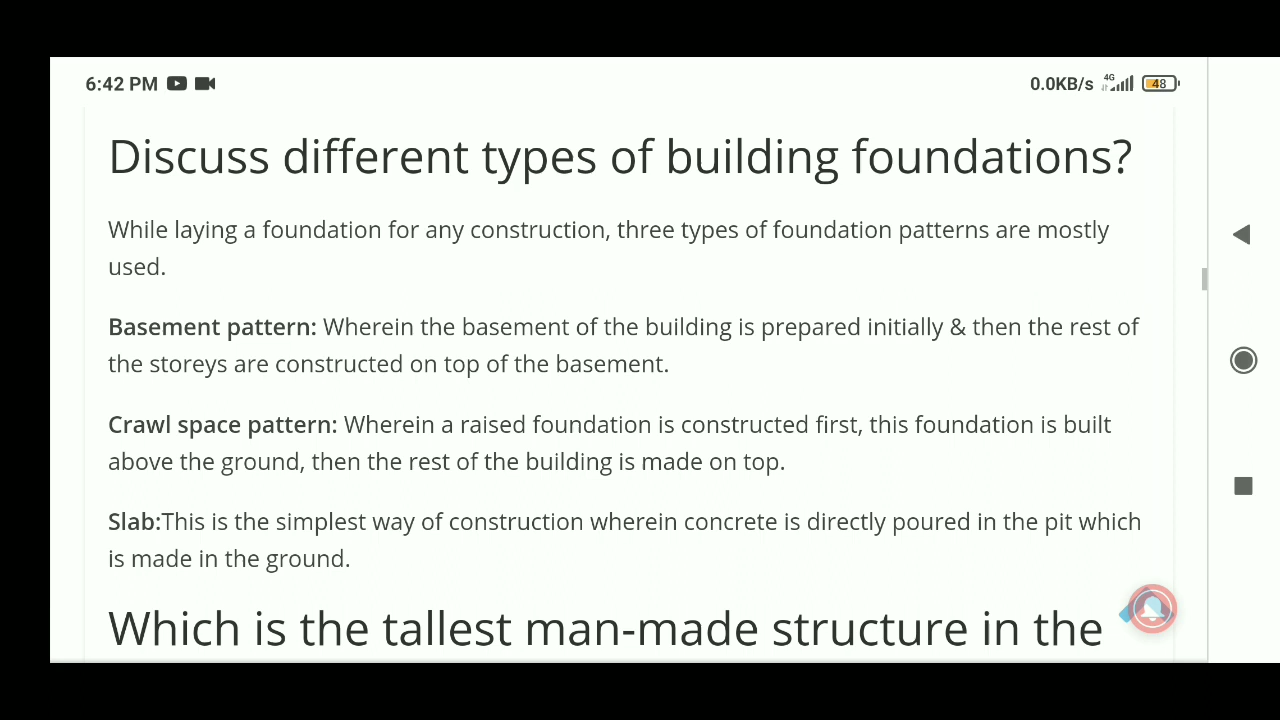 6:42 PM
0.0KB/s 4G 48
Discuss different types of building foundations?
While laying a foundation for any construction, three types of foundation patterns are mostly
used.
Basement pattern: Wherein the basement of the building is prepared initially & then the rest of
the storeys are constructed on top of the basement.
Crawl space pattern: Wherein a raised foundation is constructed first, this foundation is built
above the ground, then the rest of the building is made on top.
Slab:This is the simplest way of construction wherein concrete is directly poured in the pit which
is made in the ground.
Which is the tallest man-made structure in the